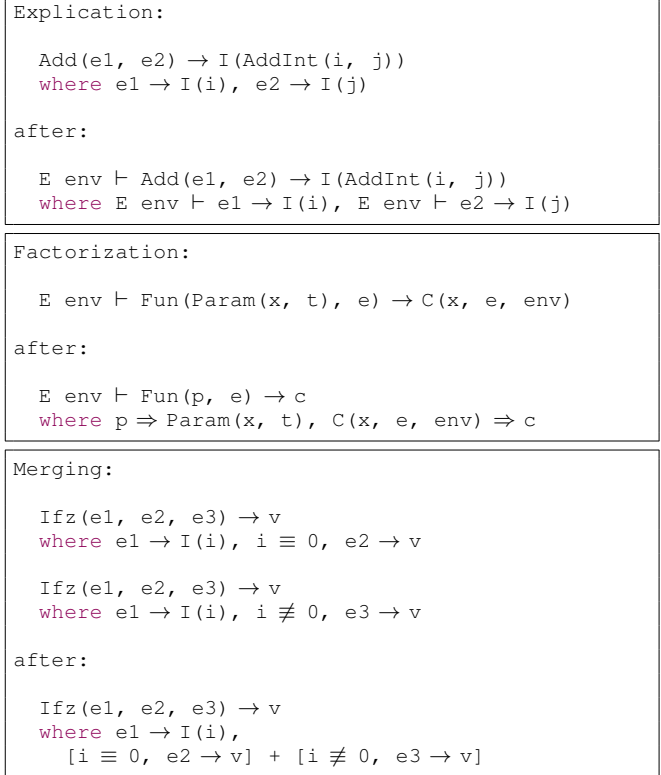 Explication:
Add(e1, e2) → I(AddInt(i, j))
where e1 → I(i), e2 → I(j)
after:
E env ⊢ Add(e1, e2) → I(AddInt(i, j))
where E env ⊢ e1 → I(i), E env ⊢ e2 → I(j)
Factorization:
E env ⊢ Fun(Param(x, t), e) → C(x, e, env)
after:
E env ⊢ Fun(p, e) → c
where p ⇒ Param(x, t), C(x, e, env) ⇒ c
Merging:
Ifz(e1, e2, e3) → v
where e1 → I(i), i ≡ 0, e2 → v
Ifz(e1, e2, e3) → v
where e1 → I(i), i ≢ 0, e3 → v
after:
Ifz(e1, e2, e3) → v
where e1 → I(i),
[i ≡ 0, e2 → v] + [i ≢ 0, e3 → v]